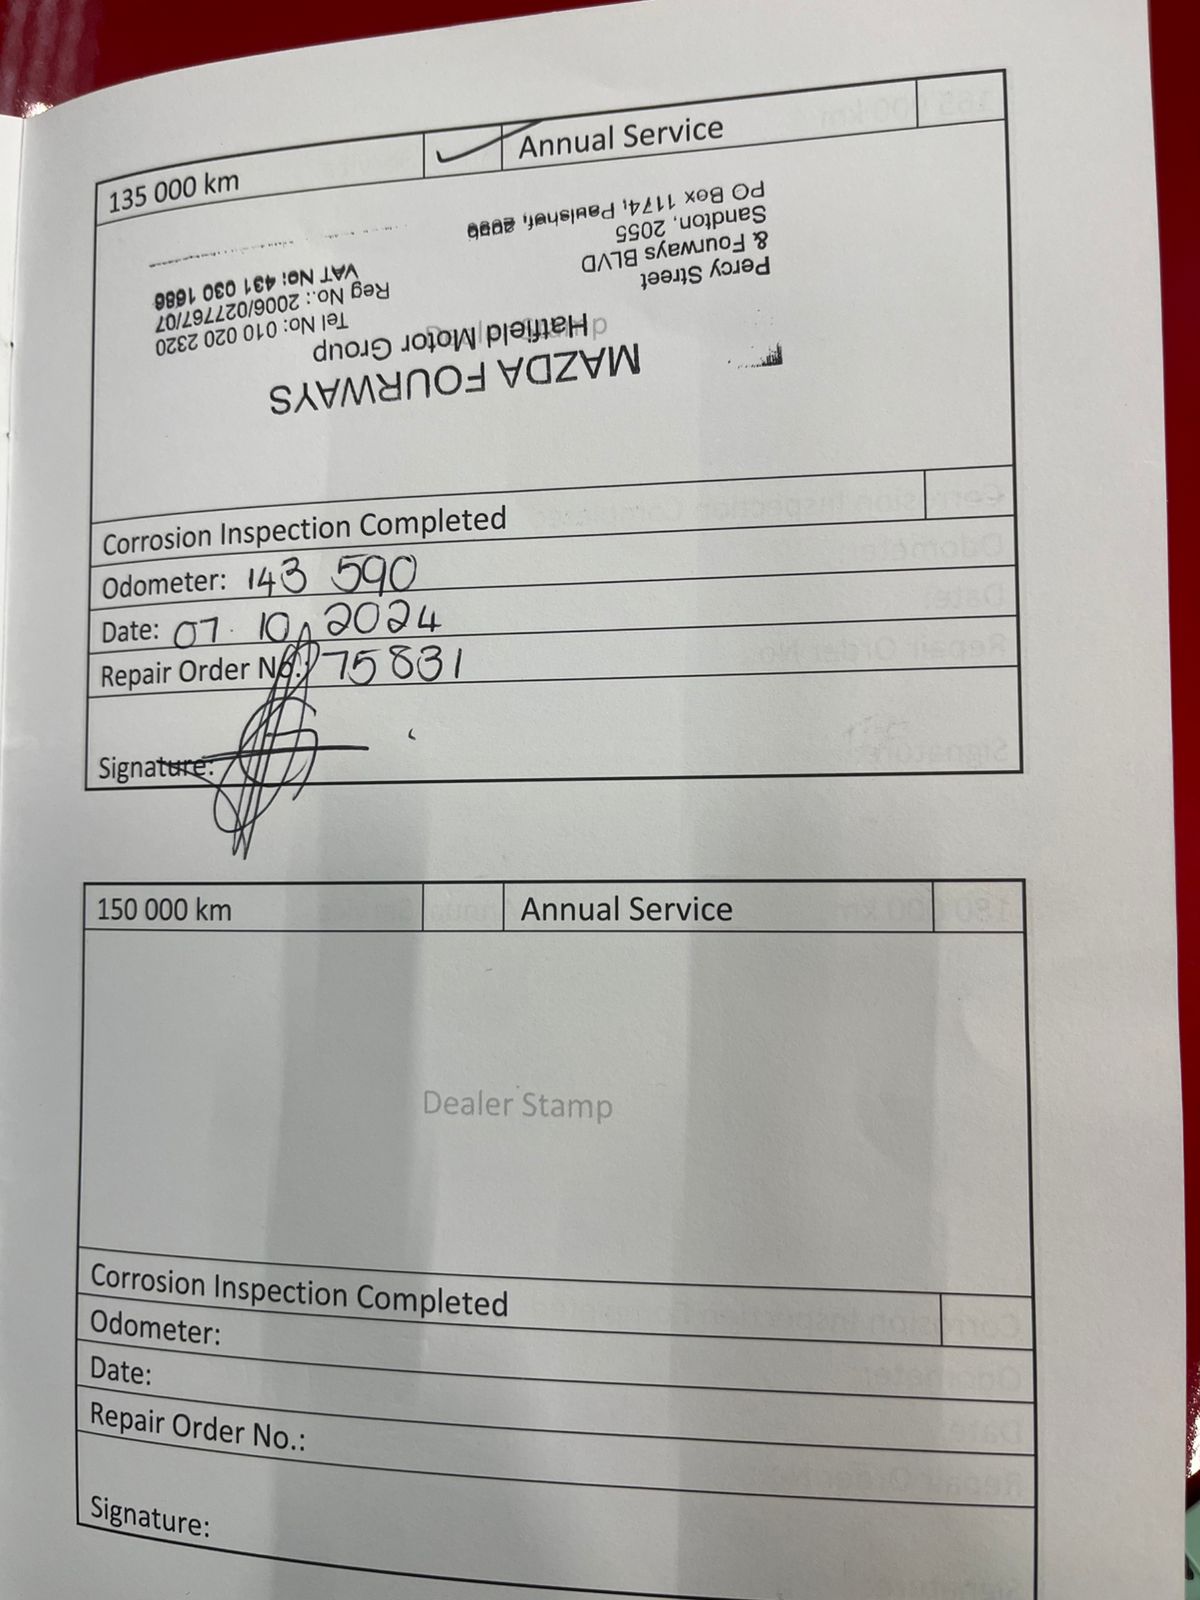 135 000 km
Annual Service
MAZDA FOURWAYS
Hatfield Motor Group
Tel No: 010 020 2320
Reg No.: 2006/027767/07
VAT No: 431 030 1686
Percy Street
& Fourways BLVD
Sandton, 2055
PO Box 1174, Paulshof,
Corrosion Inspection Completed
Odometer: 143 590
Date: 07. 10 2024
Repair Order No.: 75831
Signature:
150 000 km
Annual Service
Dealer Stamp
Corrosion Inspection Completed
Odometer:
Date:
Repair Order No.:
Signature: